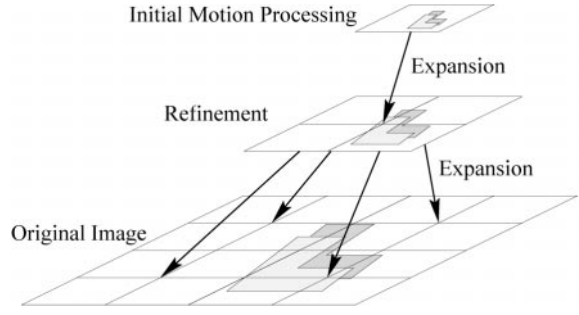 Initial Motion Processing
Expansion
Refinement
Expansion
Original Image